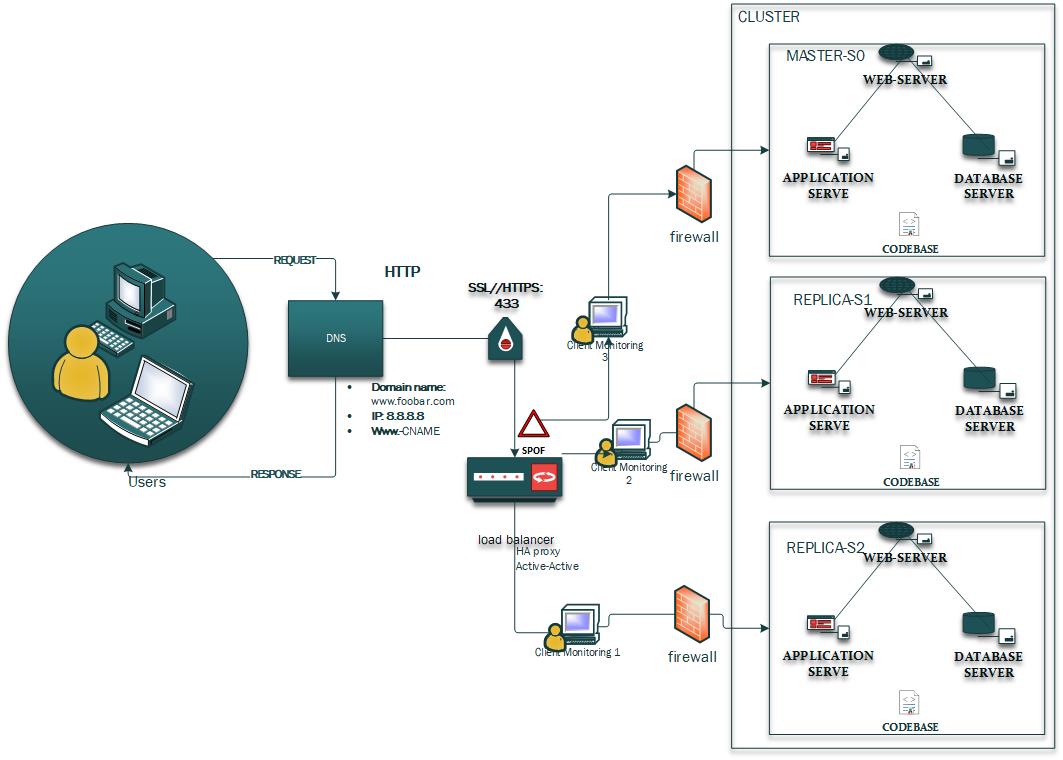 CLUSTER
MASTER-S0
WEB-SERVER
APPLICATION
SERVE
DATABASE
SERVER
CODEBASE
firewall
REQUEST
HTTP
SSL//HTTPS:
433
DNS
Client Monitoring
3
REPLICA-S1
WEB-SERVER
APPLICATION
SERVE
DATABASE
SERVER
CODEBASE
• Domain name:
www.foobar.com
• IP: 8.8.8.8
• Www.-CNAME
SPOF
Client Monitoring
2
firewall
RESPONSE
Users
load balancer
HA proxy
Active-Active
Client Monitoring 1
firewall
REPLICA-S2
WEB-SERVER
APPLICATION
SERVE
DATABASE
SERVER
CODEBASE